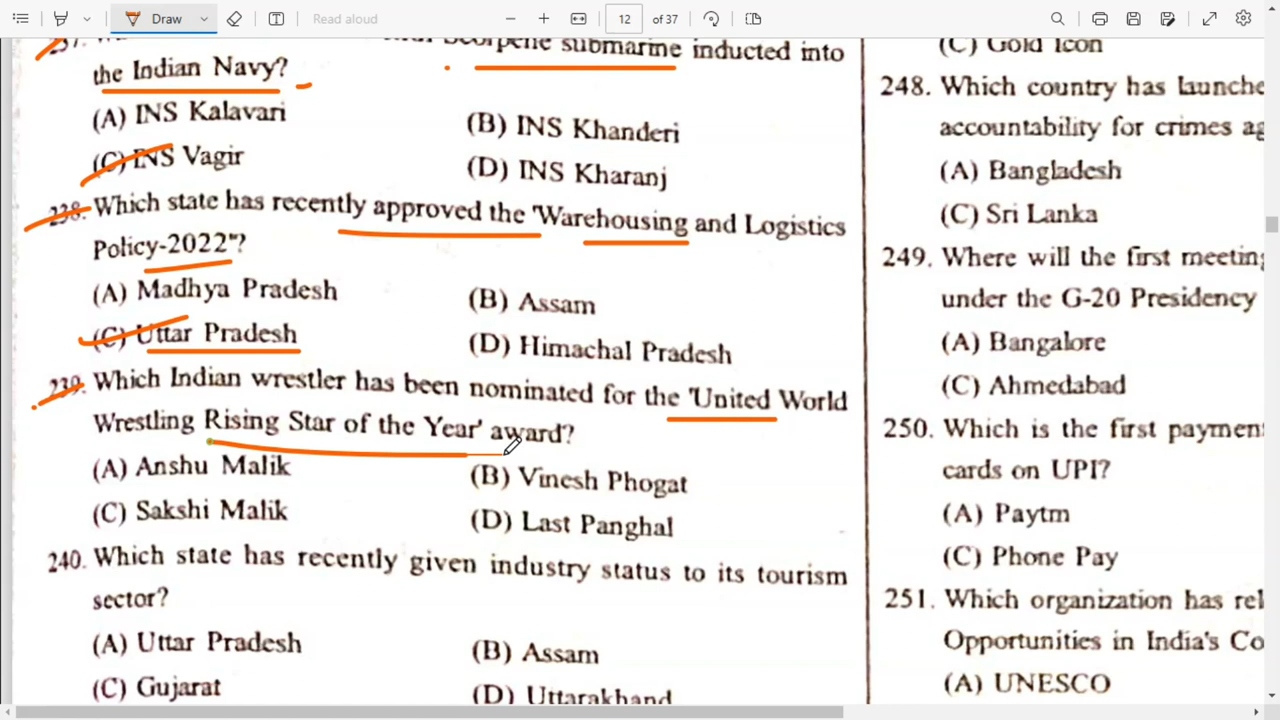 Draw
Read aloud
12 of 37
Scorpene submarine inducted into
the Indian Navy?
(A) INS Kalavari
(B) INS Khanderi
(C) INS Vagir
(D) INS Kharanj
238. Which state has recently approved the 'Warehousing and Logistics
Policy-2022"?
(A) Madhya Pradesh
(B) Assam
(C) Uttar Pradesh
(D) Himachal Pradesh
239. Which Indian wrestler has been nominated for the 'United World
Wrestling Rising Star of the Year' award?
(A) Anshu Malik
(B) Vinesh Phogat
(C) Sakshi Malik
(D) Last Panghal
240. Which state has recently given industry status to its tourism
sector?
(A) Uttar Pradesh
(B) Assam
(C) Gujarat
(D) Uttarakhand
(C) Gold Icon
248. Which country has launche
accountability for crimes ag
(A) Bangladesh
(C) Sri Lanka
249. Where will the first meeting
under the G-20 Presidency
(A) Bangalore
(C) Ahmedabad
250. Which is the first paymen
cards on UPI?
(A) Paytm
(C) Phone Pay
251. Which organization has rel
Opportunities in India's Co
(A) UNESCO